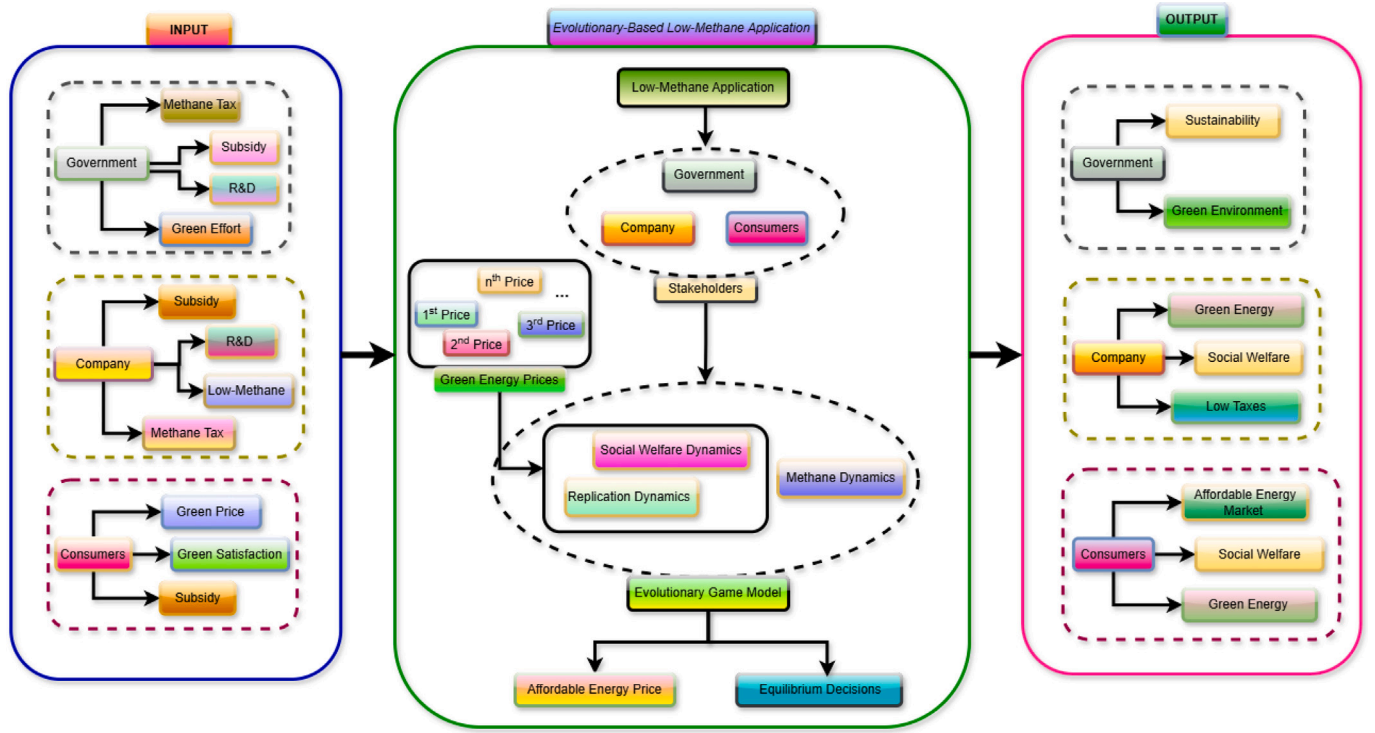 INPUT
Methane Tax
Government
Subsidy
R&D
Green Effort
Subsidy
Company
R&D
Low-Methane
Methane Tax
Green Price
Consumers
Green Satisfaction
Subsidy
Evolutionary-Based Low-Methane Application
Low-Methane Application
Government
Company
Consumers
Stakeholders
nth Price
...
1st Price
3rd Price
2nd Price
Green Energy Prices
Social Welfare Dynamics
Replication Dynamics
Methane Dynamics
Evolutionary Game Model
Affordable Energy Price
Equilibrium Decisions
OUTPUT
Sustainability
Government
Green Environment
Green Energy
Company
Social Welfare
Low Taxes
Affordable Energy
Market
Consumers
Social Welfare
Green Energy